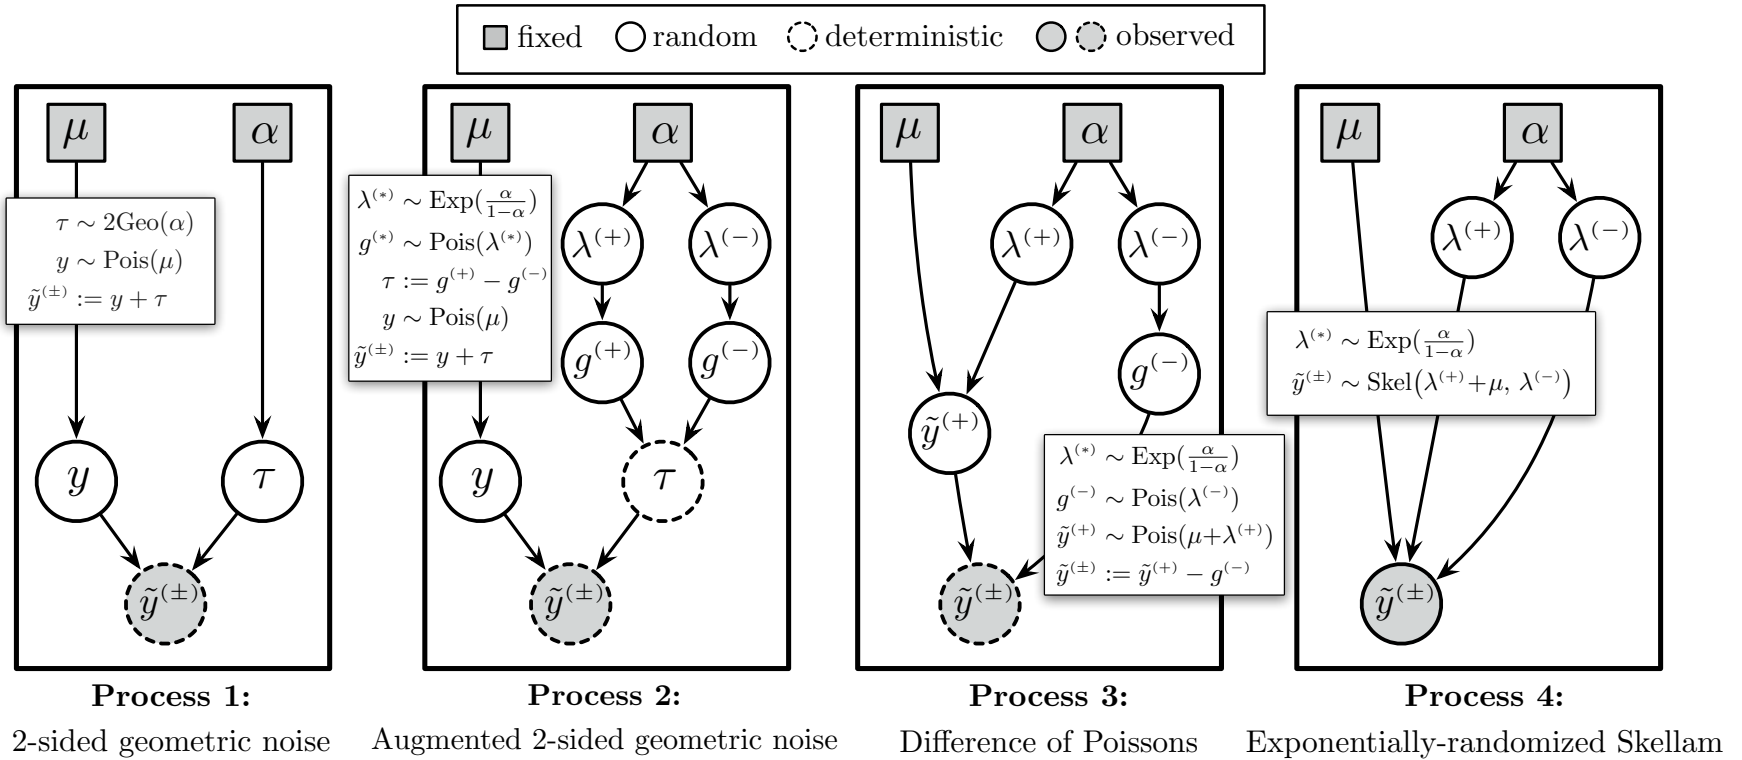 fixed random deterministic observed
μ α
τ ∼ 2Geo(α)
y ∼ Pois(μ)
ỹ^(±) := y + τ
y τ
ỹ^(±)
Process 1:
2-sided geometric noise
μ α
λ^(*) ∼ Exp(α/(1−α))
g^(*) ∼ Pois(λ^(*))
τ := g^(+) − g^(−)
y ∼ Pois(μ)
ỹ^(±) := y + τ
λ^(+) λ^(−)
g^(+) g^(−)
y τ
ỹ^(±)
Process 2:
Augmented 2-sided geometric noise
μ α
λ^(+) λ^(−)
g^(−)
ỹ^(+)
λ^(*) ∼ Exp(α/(1−α))
g^(−) ∼ Pois(λ^(−))
ỹ^(+) ∼ Pois(μ+λ^(+))
ỹ^(±) := ỹ^(+) − g^(−)
ỹ^(±)
Process 3:
Difference of Poissons
μ α
λ^(+) λ^(−)
λ^(*) ∼ Exp(α/(1−α))
ỹ^(±) ∼ Skel(λ^(+)+μ, λ^(−))
ỹ^(±)
Process 4:
Exponentially-randomized Skellam